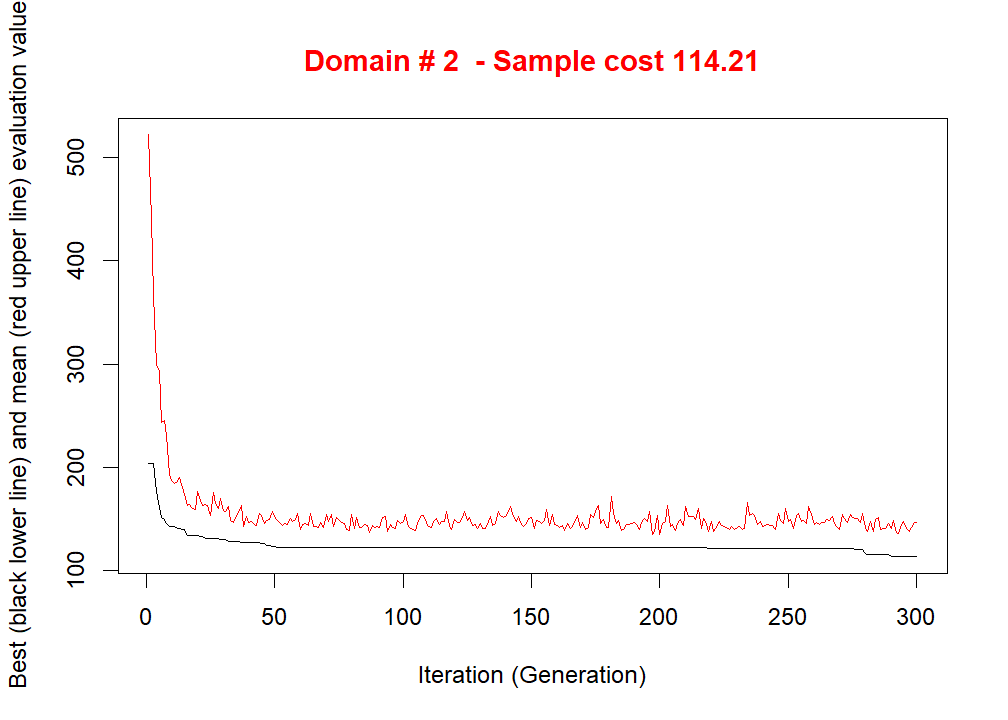 Domain # 2  - Sample cost 114.21
Best (black lower line) and mean (red upper line) evaluation value
500
400
300
200
100
0 50 100 150 200 250 300
Iteration (Generation)